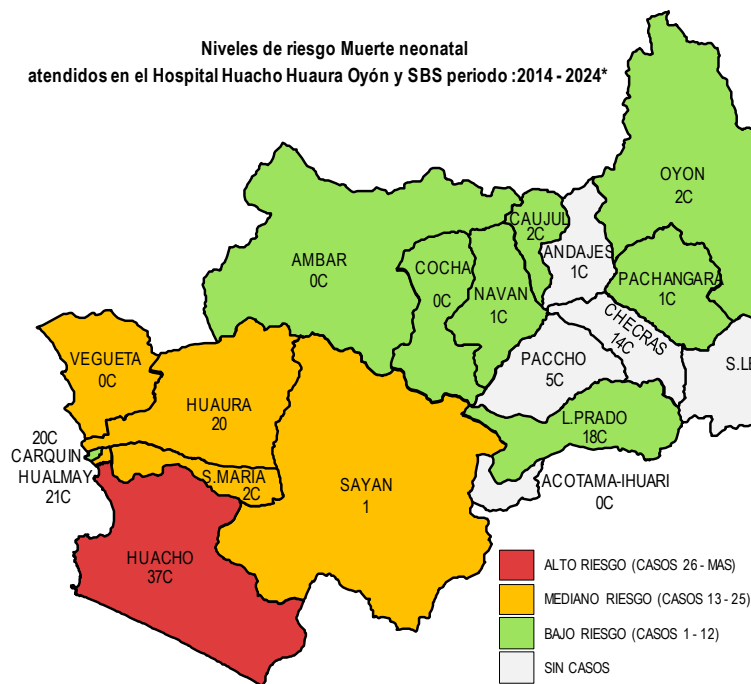 Niveles de riesgo Muerte neonatal
atendidos en el Hospital Huacho Huaura Oyón y SBS periodo :2014 - 2024*
OYON
2C
CAUJUL
2C
ANDAJES
1C
AMBAR
0C
COCHA
0C
NAVAN
1C
PACHANGARA
1C
CHECRAS
14C
VEGUETA
0C
PACCHO
5C
S.LE
HUAURA
20
L.PRADO
18C
20C
CARQUIN
HUALMAY
21C
S.MARIA
2C
SAYAN
1
ACOTAMA-IHUARI
0C
HUACHO
37C
ALTO RIESGO (CASOS 26 - MAS)
MEDIANO RIESGO (CASOS 13 - 25)
BAJO RIESGO (CASOS 1 - 12)
SIN CASOS